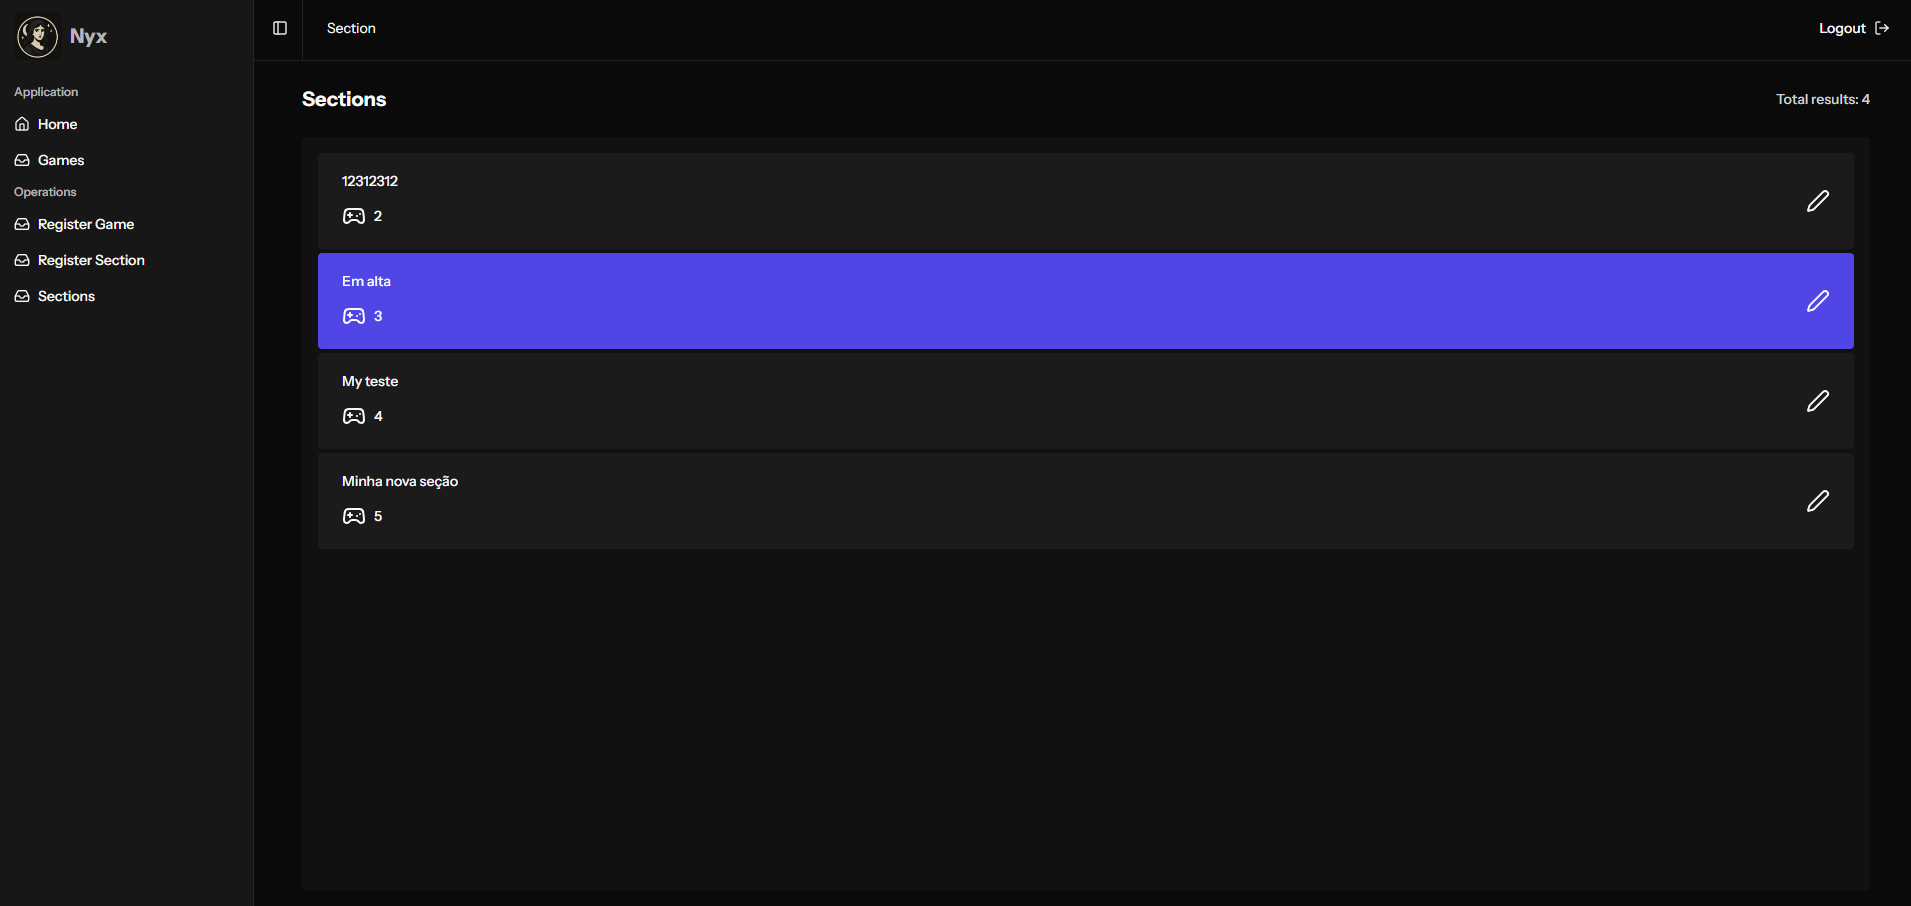 Nyx
Application
Home
Games
Operations
Register Game
Register Section
Sections
Section
Logout
Sections
Total results: 4
12312312
2
Em alta
3
My teste
4
Minha nova seção
5